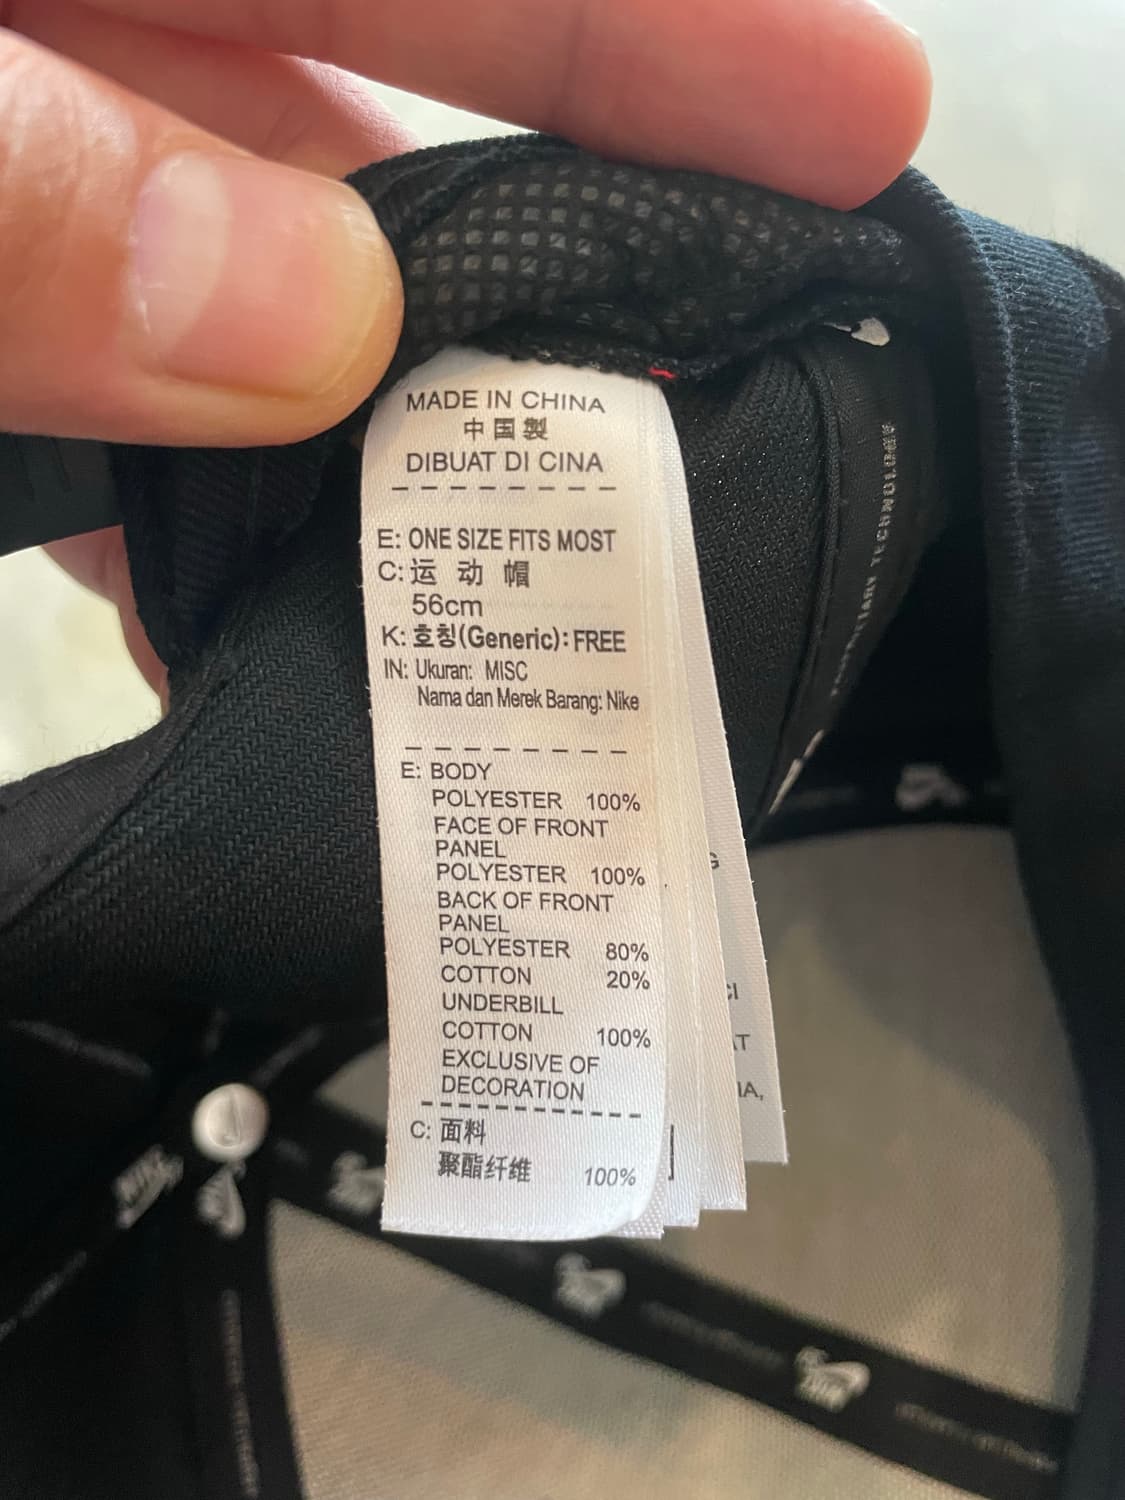 MADE IN CHINA
中国製
DIBUAT DI CINA
E: ONE SIZE FITS MOST
C: 运 动 帽
56cm
K: 호칭(Generic): FREE
IN: Ukuran: MISC
Nama dan Merek Barang: Nike
E: BODY
POLYESTER 100%
FACE OF FRONT
PANEL
POLYESTER 100%
BACK OF FRONT
PANEL
POLYESTER 80%
COTTON 20%
UNDERBILL
COTTON 100%
EXCLUSIVE OF
DECORATION
C: 面料
聚酯纤维 100%
TECHNOLOGY